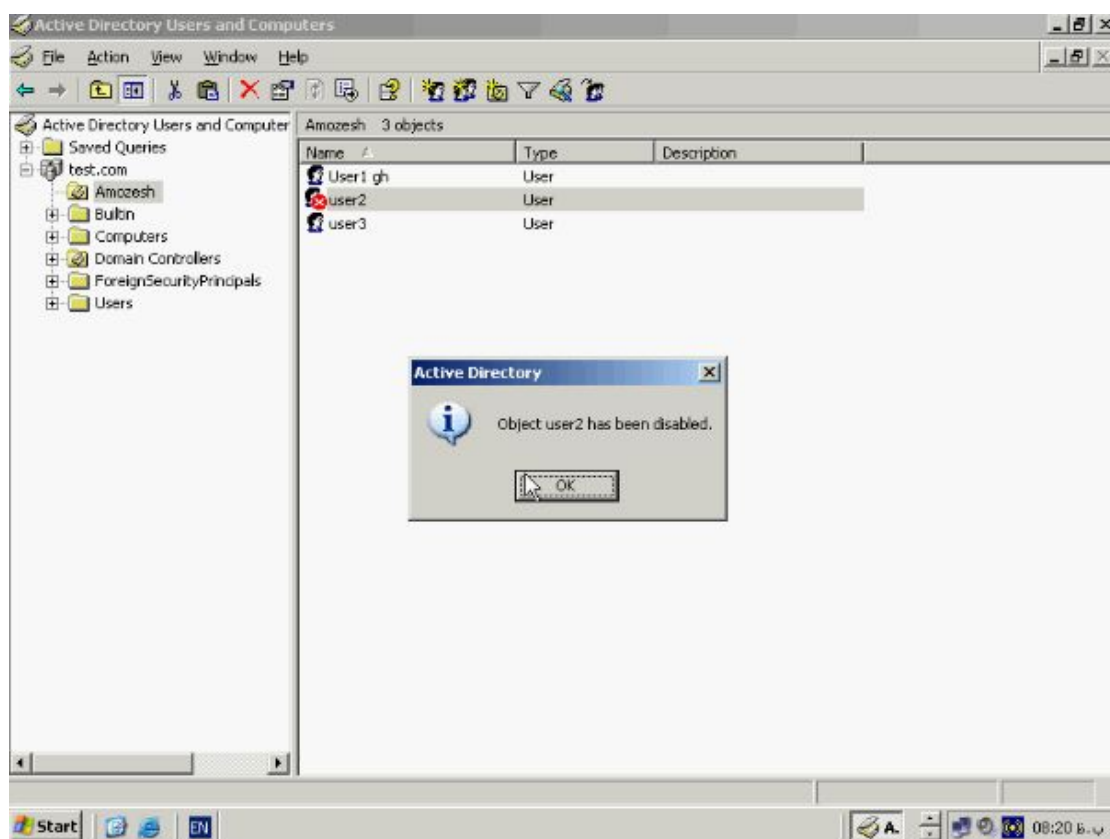 Active Directory Users and Computers
File Action View Window Help
Active Directory Users and Computer
Saved Queries
test.com
Amozesh
Builtin
Computers
Domain Controllers
ForeignSecurityPrincipals
Users
Amozesh 3 objects
Name Type Description
User1 gh User
user2 User
user3 User
Active Directory
Object user2 has been disabled.
OK
Start EN A. 08:20 ب.ظ